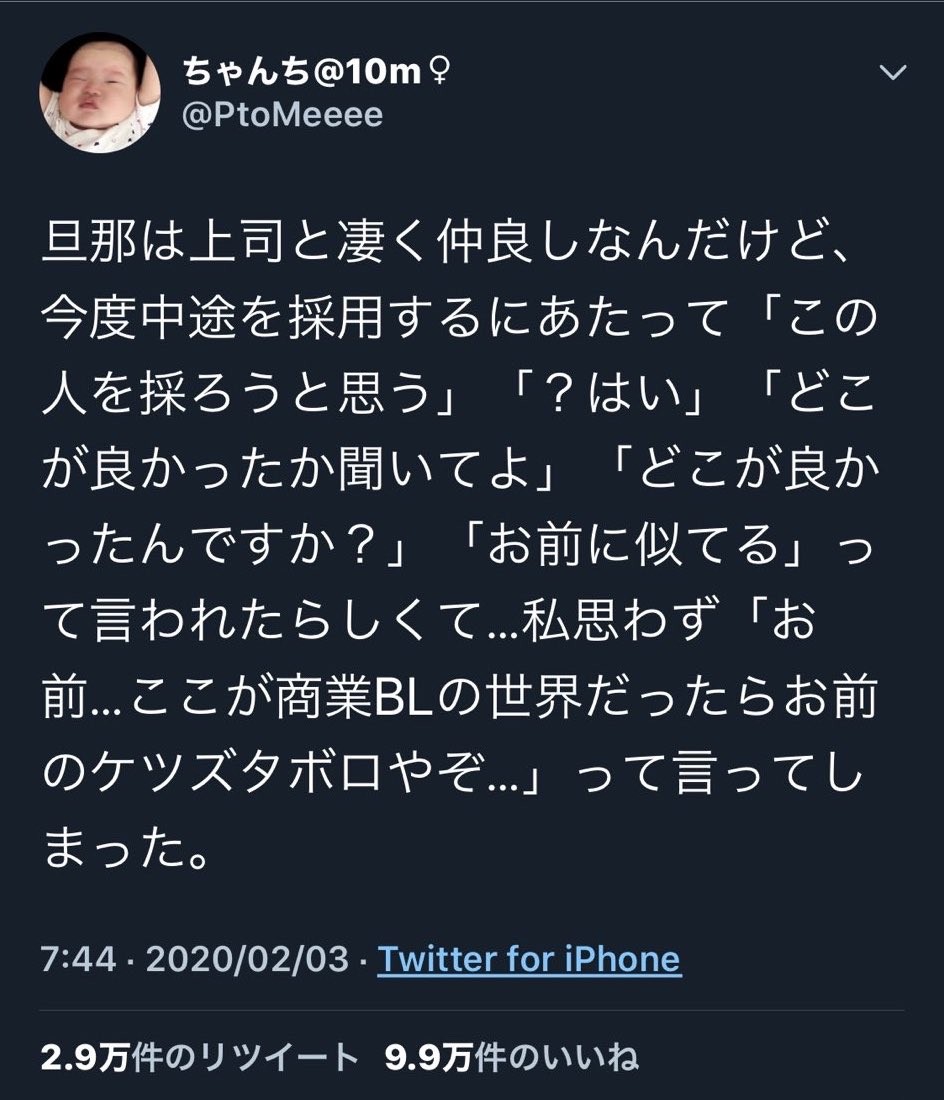 ちゃんち@10m♀
@PtoMeeee
旦那は上司と凄く仲良しなんだけど、
今度中途を採用するにあたって「この
人を採ろうと思う」「？はい」「どこ
が良かったか聞いてよ」「どこが良か
ったんですか？」「お前に似てる」っ
て言われたらしくて...私思わず「お
前...ここが商業BLの世界だったらお前
のケツズタボロやぞ...」って言ってし
まった。
7:44 · 2020/02/03 · Twitter for iPhone
2.9万件のリツイート 9.9万件のいいね